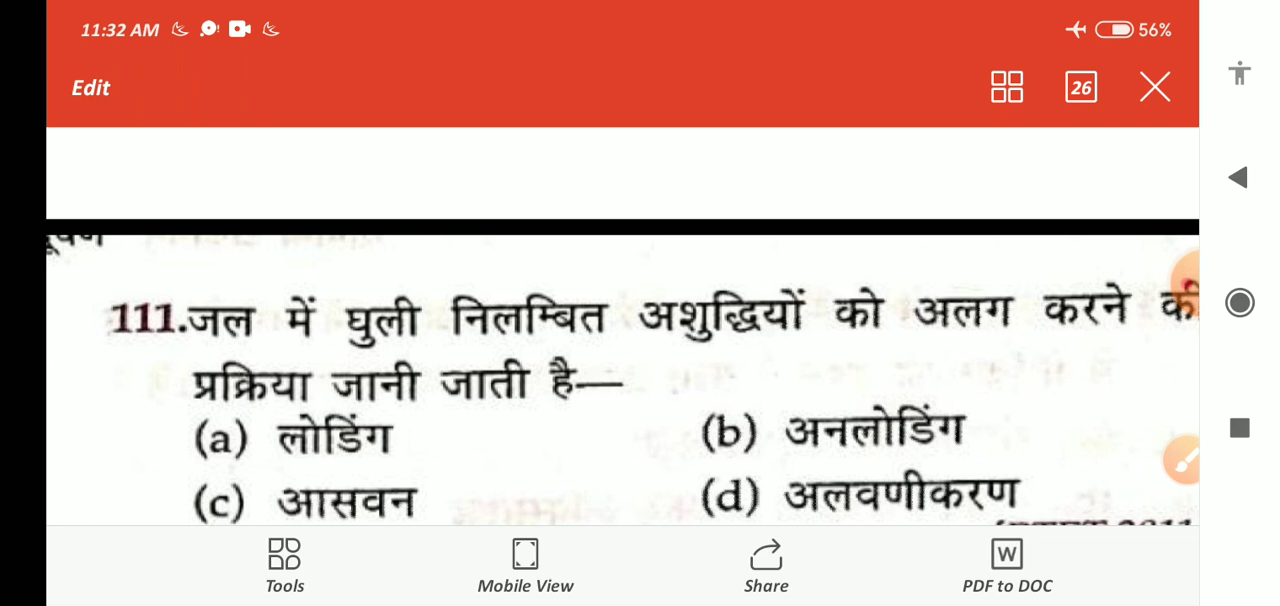 11:32 AM 56%
Edit 26
111.जल में घुली निलम्बित अशुद्धियों को अलग करने की
प्रक्रिया जानी जाती है—
(a) लोडिंग (b) अनलोडिंग
(c) आसवन (d) अलवणीकरण
Tools Mobile View Share PDF to DOC
W